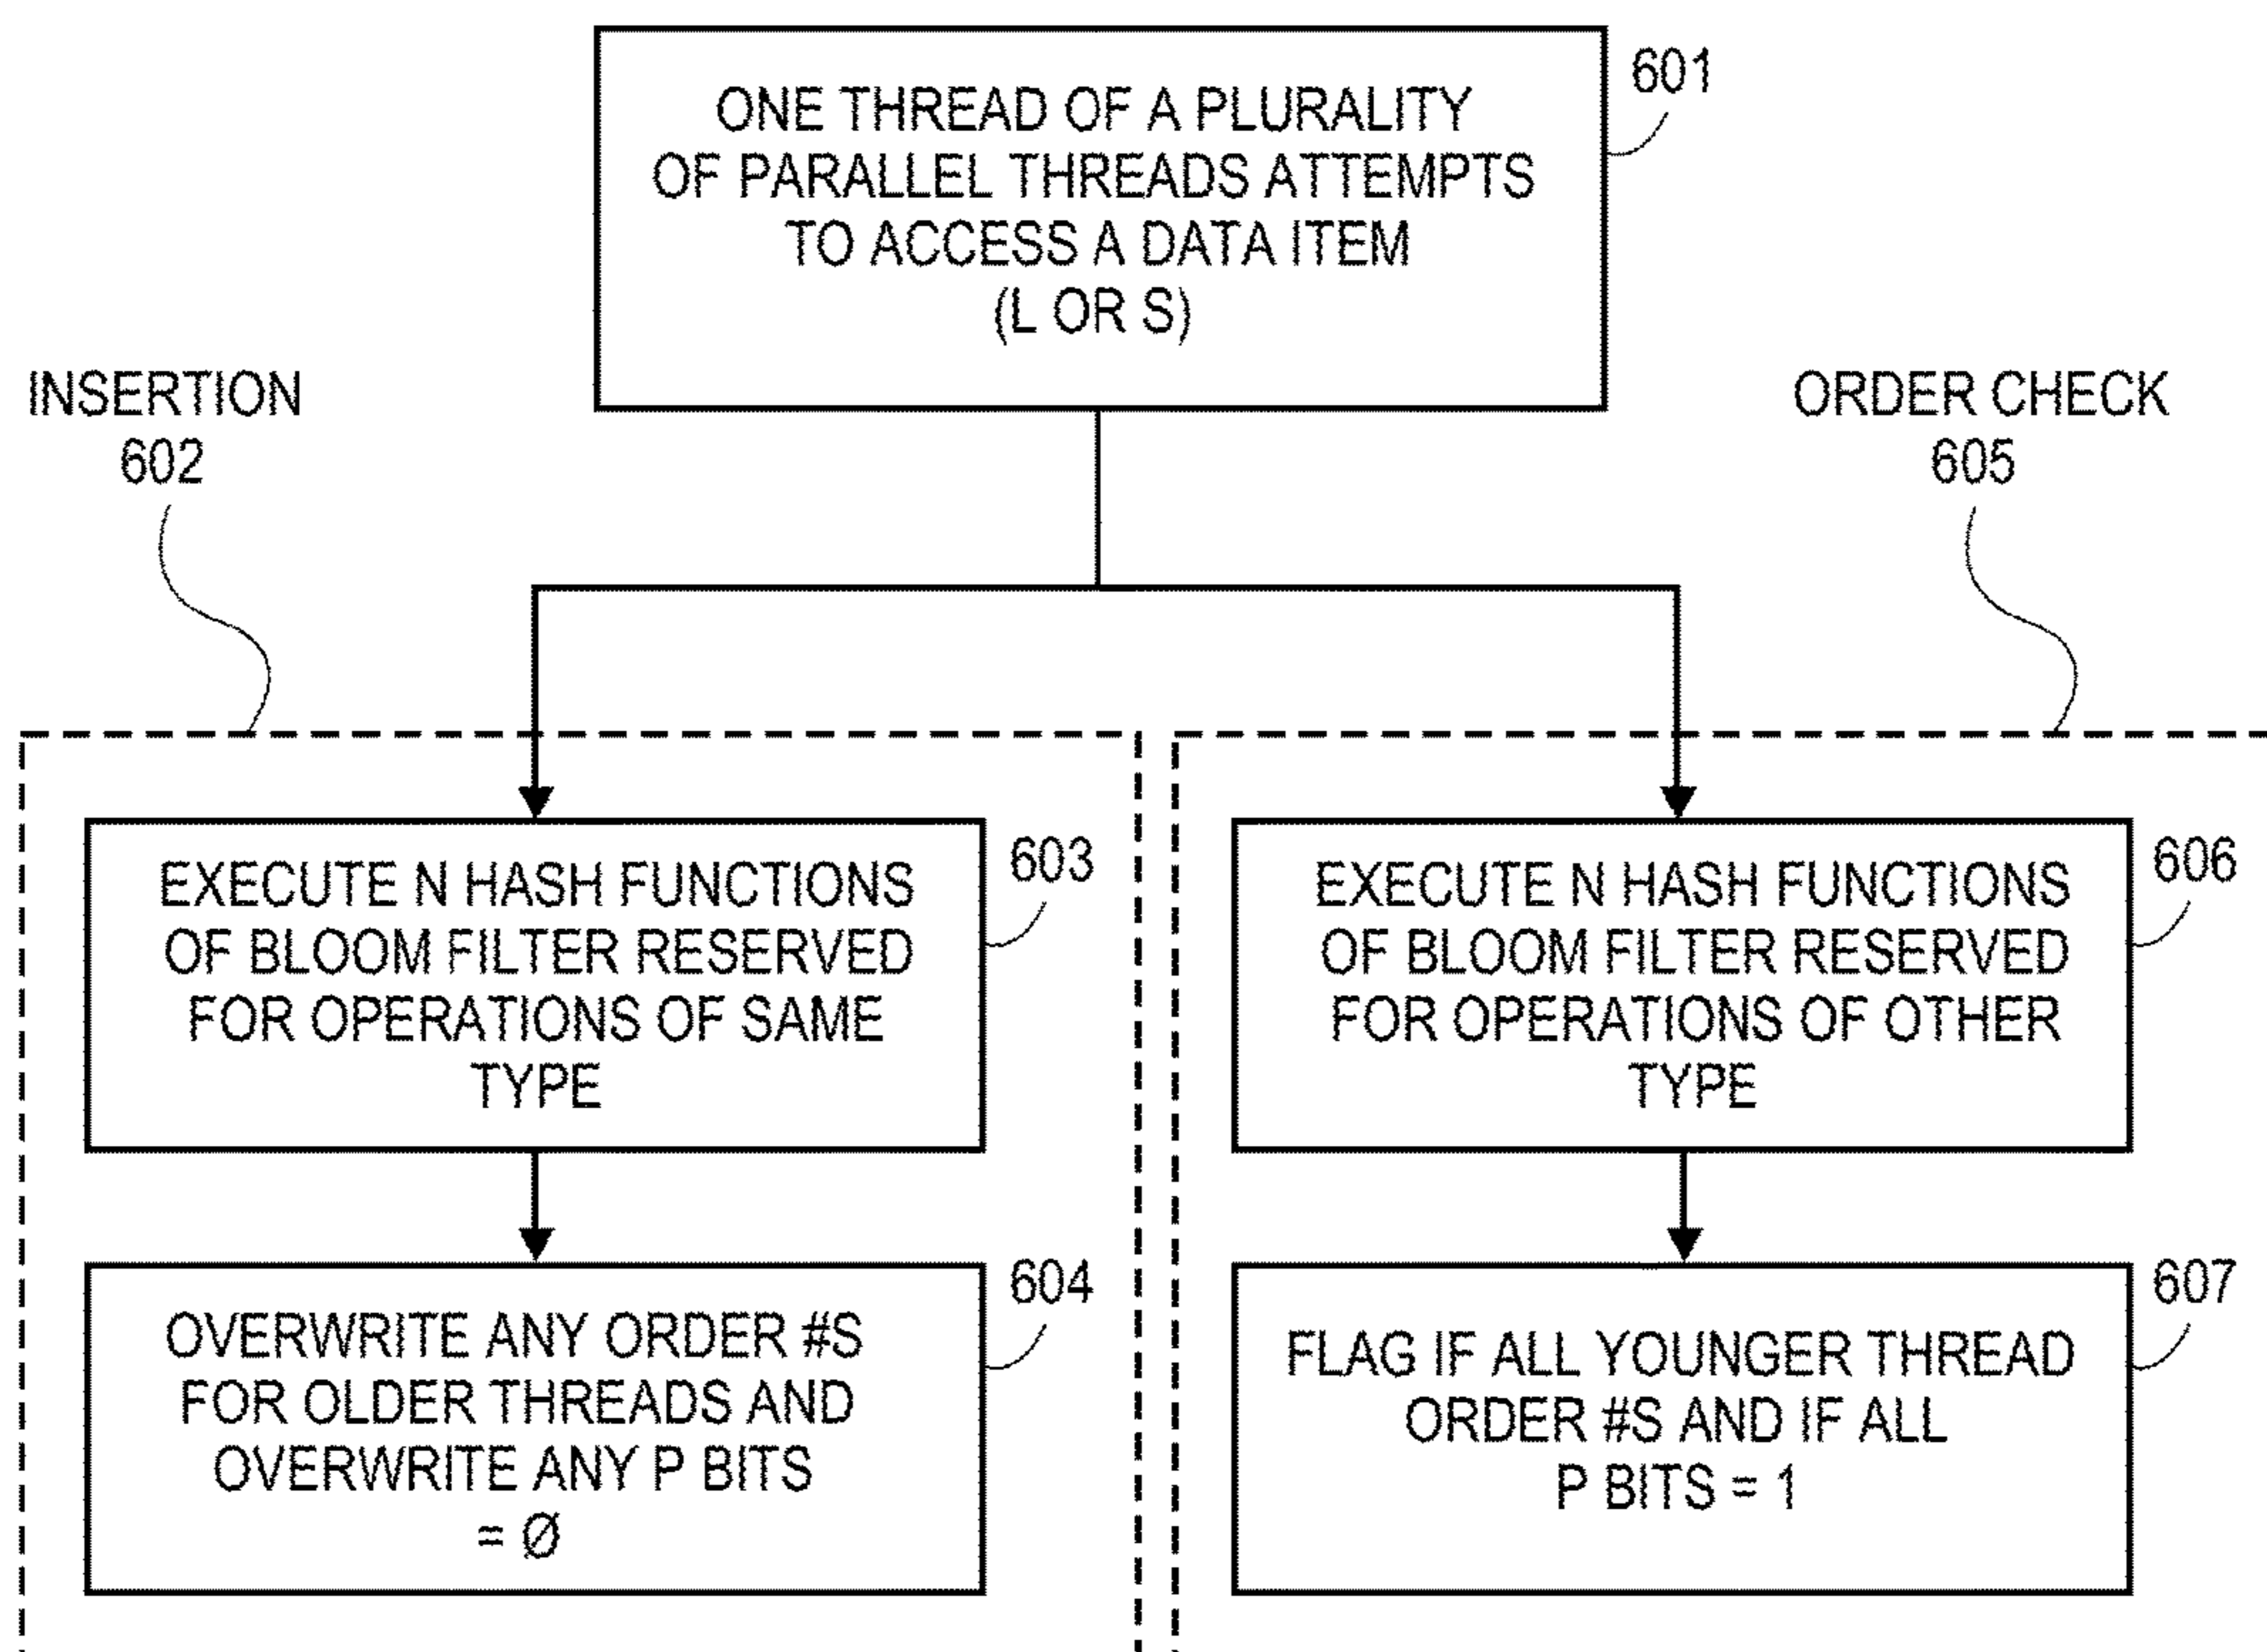 ONE THREAD OF A PLURALITY
OF PARALLEL THREADS ATTEMPTS
TO ACCESS A DATA ITEM
(L OR S)
601
INSERTION
602
ORDER CHECK
605
EXECUTE N HASH FUNCTIONS
OF BLOOM FILTER RESERVED
FOR OPERATIONS OF SAME
TYPE
603
OVERWRITE ANY ORDER #S
FOR OLDER THREADS AND
OVERWRITE ANY P BITS
= Ø
604
EXECUTE N HASH FUNCTIONS
OF BLOOM FILTER RESERVED
FOR OPERATIONS OF OTHER
TYPE
606
FLAG IF ALL YOUNGER THREAD
ORDER #S AND IF ALL
P BITS = 1
607